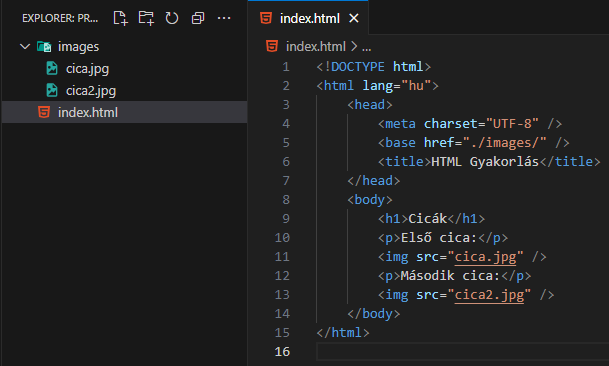 EXPLORER: PR...
images
cica.jpg
cica2.jpg
index.html
index.html
index.html > ...
1 <!DOCTYPE html>
2 <html lang="hu">
3 <head>
4 <meta charset="UTF-8" />
5 <base href="./images/" />
6 <title>HTML Gyakorlás</title>
7 </head>
8 <body>
9 <h1>Cicák</h1>
10 <p>Első cica:</p>
11 <img src="cica.jpg" />
12 <p>Második cica:</p>
13 <img src="cica2.jpg" />
14 </body>
15 </html>
16